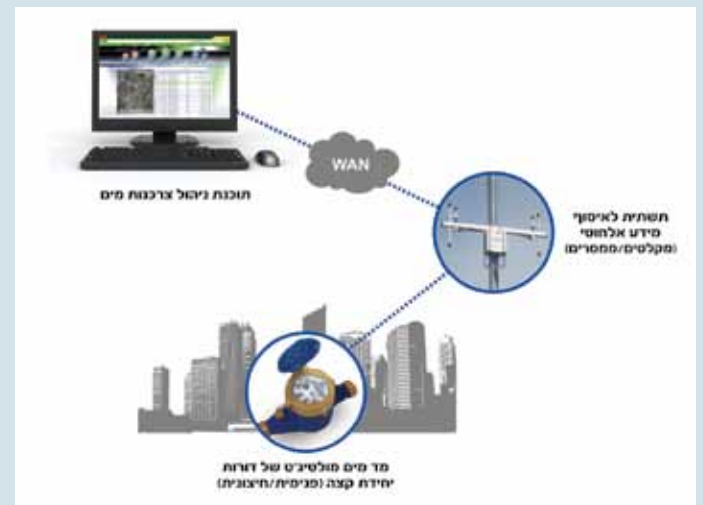 תוכנת ניהול צרכנות מים
WAN
תשתית לאיסוף
מידע אלחוטי
(מקלטים/ממסרים)
מד מים מולטיג'ט של דורות
יחידת קצה (פנימית/חיצונית)